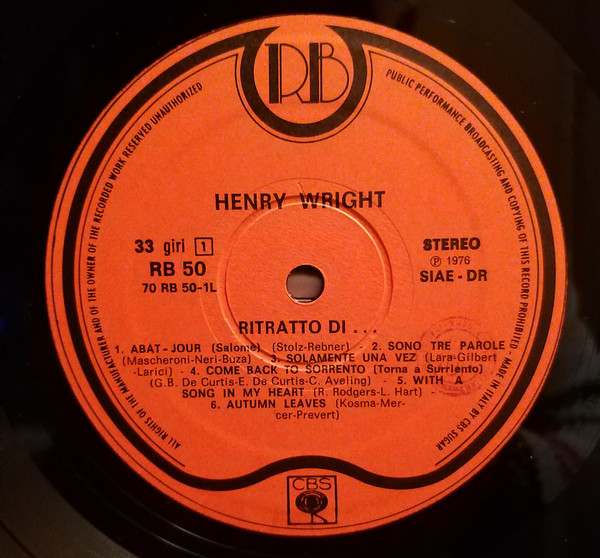 RB
ALL RIGHTS OF THE MANUFACTURER AND OF THE OWNER OF THE RECORDED WORK RESERVED UNAUTHORIZED
PUBLIC PERFORMANCE BROADCASTING AND COPYING OF THIS RECORD PROHIBITED - MADE IN ITALY BY CBS SUGAR
HENRY WRIGHT
33 giri 1
RB 50
70 RB 50-1L
STEREO
Ⓟ 1976
SIAE - DR
RITRATTO DI . . .
1. ABAT-JOUR (Salomè) (Stolz-Rebner) - 2. SONO TRE PAROLE
(Mascheroni-Neri-Buza) - 3. SOLAMENTE UNA VEZ (Lara-Gilbert
-Larici) - 4. COME BACK TO SORRENTO (Torna a Surriento)
(G.B. De Curtis-E. De Curtis-C. Aveling) - 5. WITH A
SONG IN MY HEART (R. Rodgers-L. Hart) -
6. AUTUMN LEAVES (Kosma-Mer-
cer-Prevert)
CBS